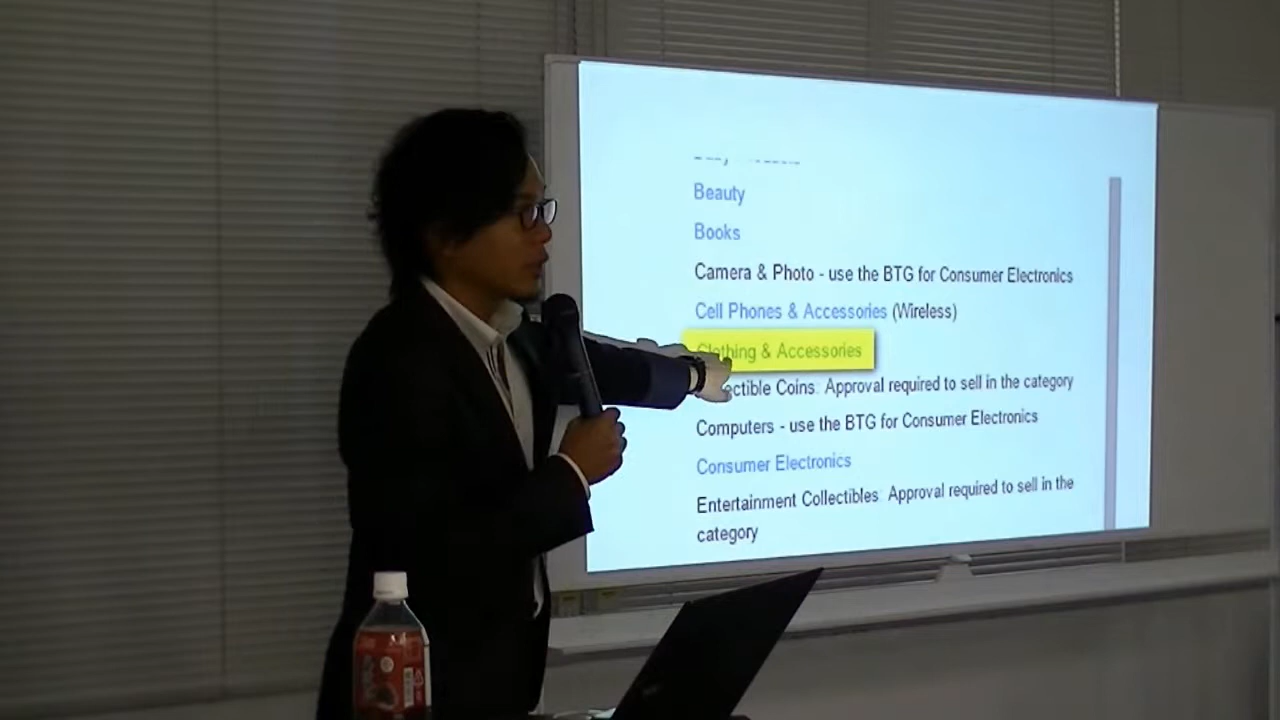 Beauty
Books
Camera & Photo - use the BTG for Consumer Electronics
Cell Phones & Accessories (Wireless)
Clothing & Accessories
ectible Coins: Approval required to sell in the category
Computers - use the BTG for Consumer Electronics
Consumer Electronics
Entertainment Collectibles: Approval required to sell in the
category